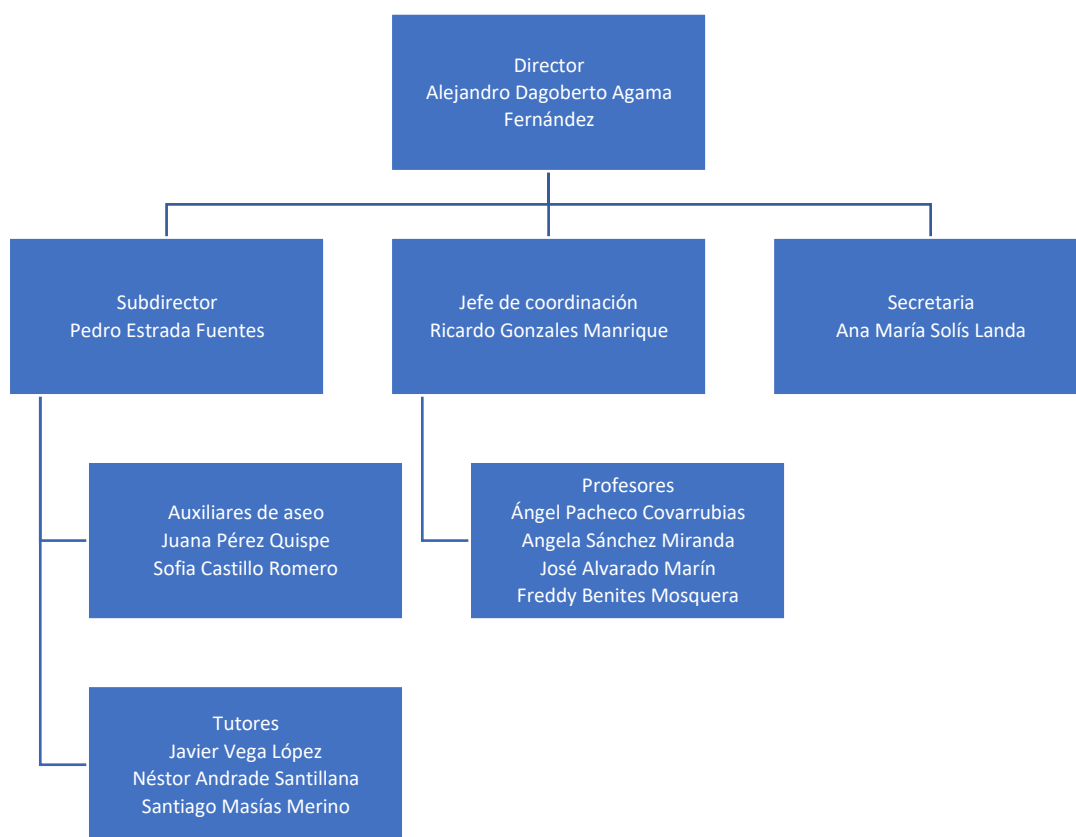 Director
Alejandro Dagoberto Agama
Fernández
Subdirector
Pedro Estrada Fuentes
Jefe de coordinación
Ricardo Gonzales Manrique
Secretaria
Ana María Solís Landa
Auxiliares de aseo
Juana Pérez Quispe
Sofia Castillo Romero
Profesores
Ángel Pacheco Covarrubias
Angela Sánchez Miranda
José Alvarado Marín
Freddy Benites Mosquera
Tutores
Javier Vega López
Néstor Andrade Santillana
Santiago Masías Merino